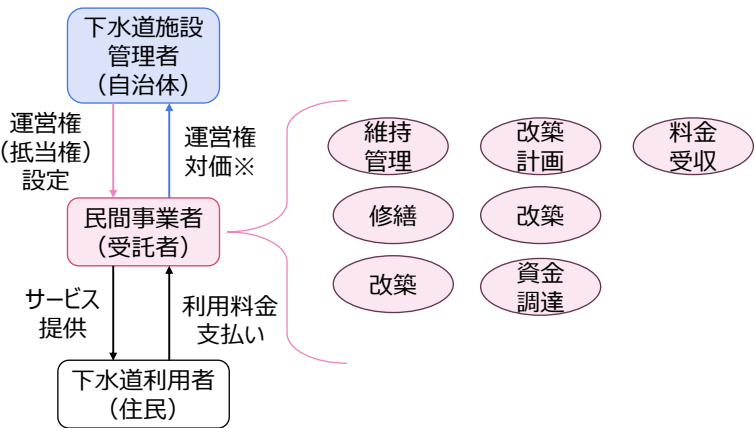 下水道施設
管理者
（自治体）
運営権
（抵当権）
設定
運営権
対価※
民間事業者
（受託者）
サービス
提供
利用料金
支払い
下水道利用者
（住民）
維持
管理
改築
計画
料金
受収
修繕
改築
改築
資金
調達